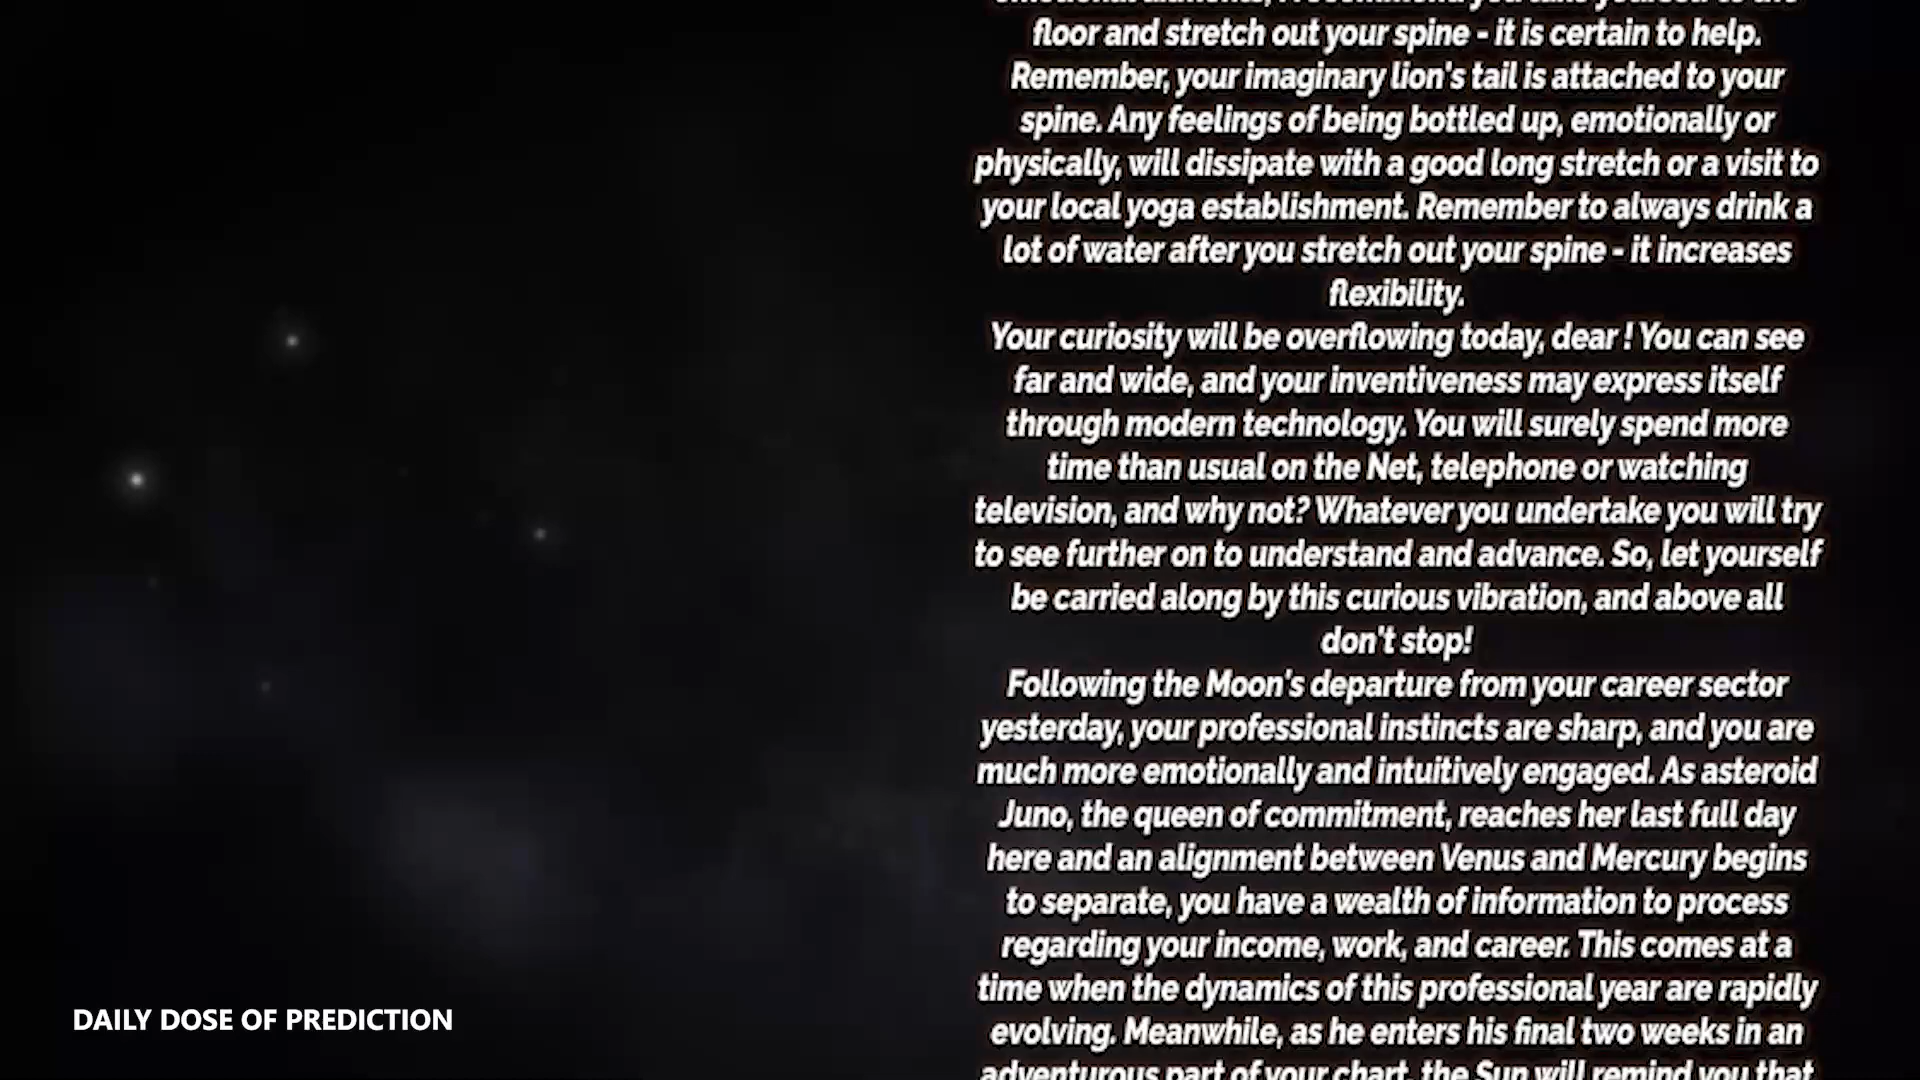 floor and stretch out your spine - it is certain to help.
Remember, your imaginary lion's tail is attached to your
spine. Any feelings of being bottled up, emotionally or
physically, will dissipate with a good long stretch or a visit to
your local yoga establishment. Remember to always drink a
lot of water after you stretch out your spine - it increases
flexibility.
Your curiosity will be overflowing today, dear ! You can see
far and wide, and your inventiveness may express itself
through modern technology. You will surely spend more
time than usual on the Net, telephone or watching
television, and why not? Whatever you undertake you will try
to see further on to understand and advance. So, let yourself
be carried along by this curious vibration, and above all
don't stop!
Following the Moon's departure from your career sector
yesterday, your professional instincts are sharp, and you are
much more emotionally and intuitively engaged. As asteroid
Juno, the queen of commitment, reaches her last full day
here and an alignment between Venus and Mercury begins
to separate, you have a wealth of information to process
regarding your income, work, and career. This comes at a
time when the dynamics of this professional year are rapidly
evolving. Meanwhile, as he enters his final two weeks in an
adventurous part of your chart, the Sun will remind you that
DAILY DOSE OF PREDICTION